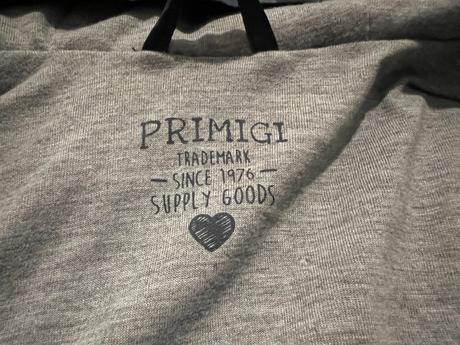 PRIMIGI
TRADEMARK
– SINCE 1976 –
SUPPLY GOODS